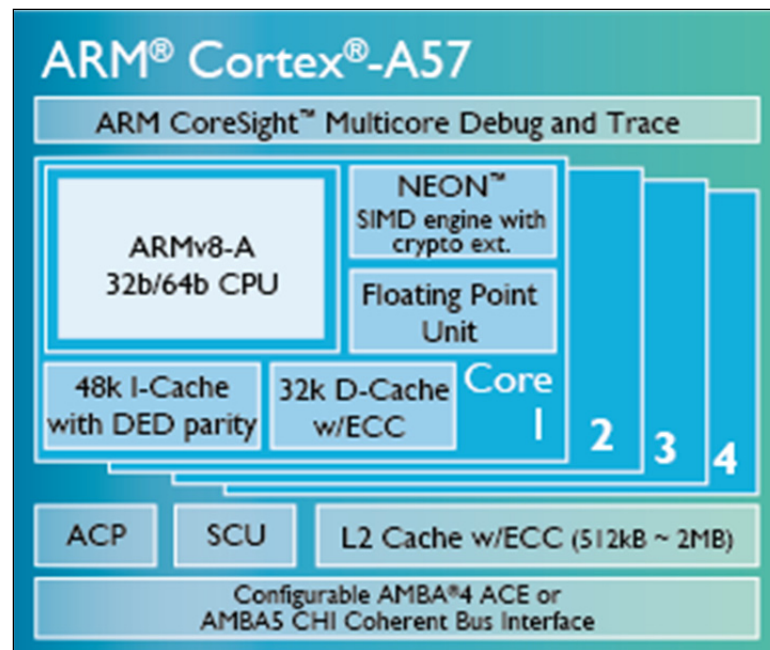 ARM® Cortex®-A57
ARM CoreSight™ Multicore Debug and Trace
ARMv8-A
32b/64b CPU
NEON™
SIMD engine with
crypto ext.
Floating Point
Unit
48k I-Cache
with DED parity
32k D-Cache
w/ECC
Core
1
2
3
4
ACP
SCU
L2 Cache w/ECC (512kB ~ 2MB)
Configurable AMBA®4 ACE or
AMBA5 CHI Coherent Bus Interface